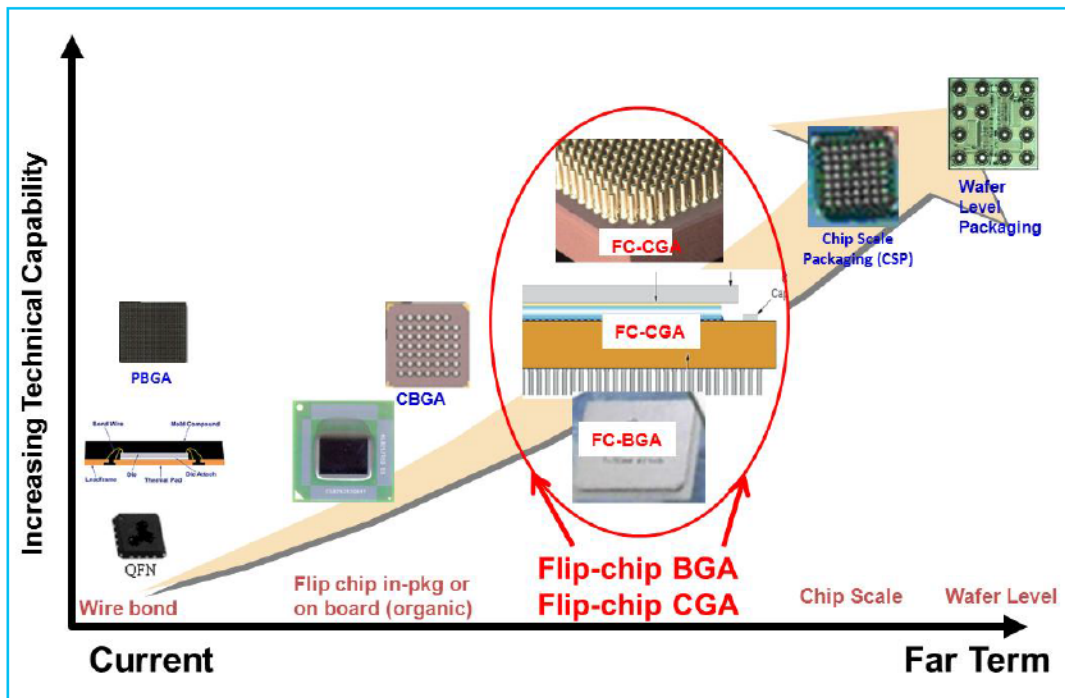 Increasing Technical Capability
FC-CGA
Wafer
Level
Packaging
Chip Scale
Packaging (CSP)
PBGA
CBGA
Cap
FC-CGA
FC-BGA
Bond Wire
Mold Compound
Leadframe
Die
Thermal Pad
Die Attach
QFN
Flip-chip BGA
Flip-chip CGA
Wire bond
Flip chip in-pkg or
on board (organic)
Chip Scale
Wafer Level
Current
Far Term